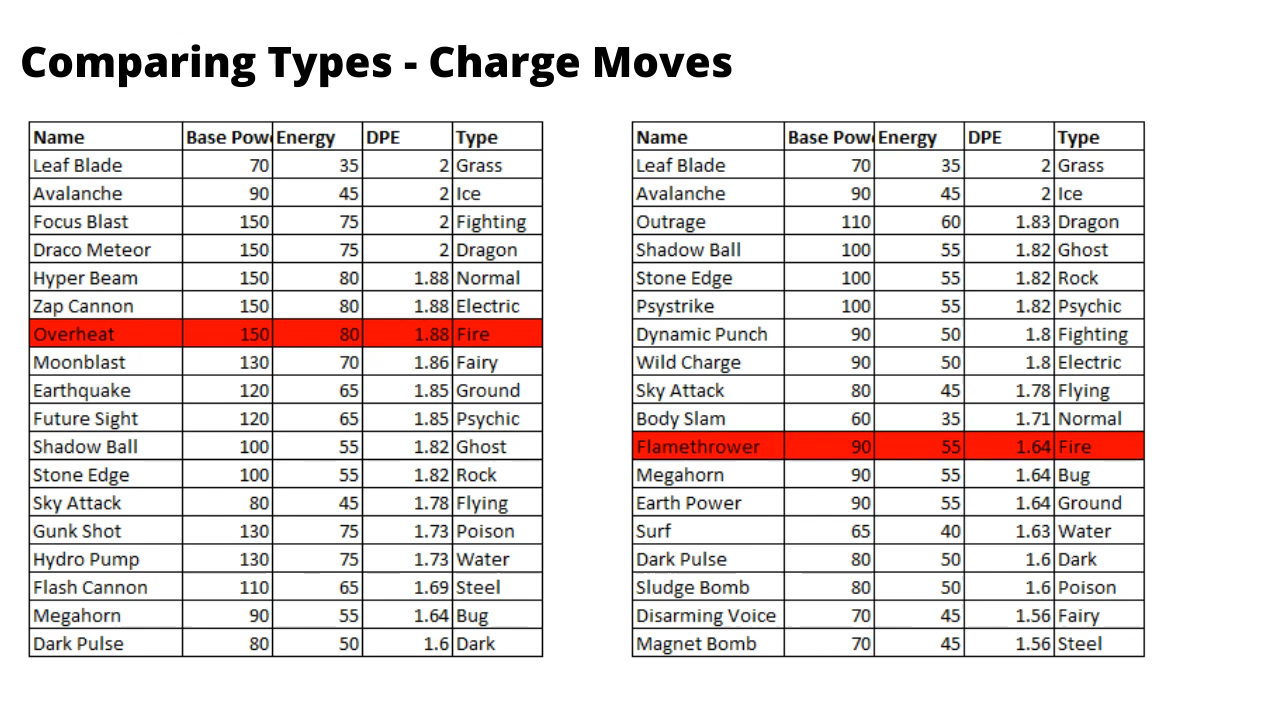 Comparing Types - Charge Moves
Name Base Pow Energy DPE Type
Leaf Blade 70 35 2 Grass
Avalanche 90 45 2 Ice
Focus Blast 150 75 2 Fighting
Draco Meteor 150 75 2 Dragon
Hyper Beam 150 80 1.88 Normal
Zap Cannon 150 80 1.88 Electric
Overheat 150 80 1.88 Fire
Moonblast 130 70 1.86 Fairy
Earthquake 120 65 1.85 Ground
Future Sight 120 65 1.85 Psychic
Shadow Ball 100 55 1.82 Ghost
Stone Edge 100 55 1.82 Rock
Sky Attack 80 45 1.78 Flying
Gunk Shot 130 75 1.73 Poison
Hydro Pump 130 75 1.73 Water
Flash Cannon 110 65 1.69 Steel
Megahorn 90 55 1.64 Bug
Dark Pulse 80 50 1.6 Dark
Name Base Pow Energy DPE Type
Leaf Blade 70 35 2 Grass
Avalanche 90 45 2 Ice
Outrage 110 60 1.83 Dragon
Shadow Ball 100 55 1.82 Ghost
Stone Edge 100 55 1.82 Rock
Psystrike 100 55 1.82 Psychic
Dynamic Punch 90 50 1.8 Fighting
Wild Charge 90 50 1.8 Electric
Sky Attack 80 45 1.78 Flying
Body Slam 60 35 1.71 Normal
Flamethrower 90 55 1.64 Fire
Megahorn 90 55 1.64 Bug
Earth Power 90 55 1.64 Ground
Surf 65 40 1.63 Water
Dark Pulse 80 50 1.6 Dark
Sludge Bomb 80 50 1.6 Poison
Disarming Voice 70 45 1.56 Fairy
Magnet Bomb 70 45 1.56 Steel